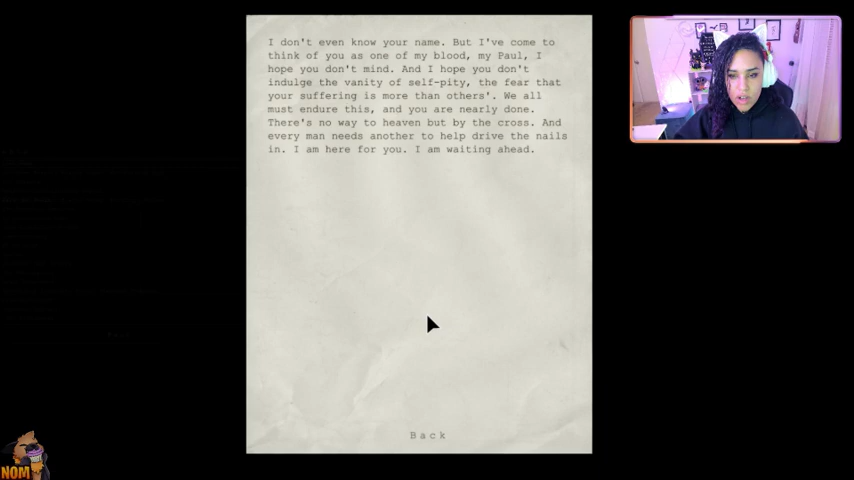 I don't even know your name. But I've come to
think of you as one of my blood, my Paul, I
hope you don't mind. And I hope you don't
indulge the vanity of self-pity, the fear that
your suffering is more than others'. We all
must endure this, and you are nearly done.
There's no way to heaven but by the cross. And
every man needs another to help drive the nails
in. I am here for you. I am waiting ahead.
Back
NOM